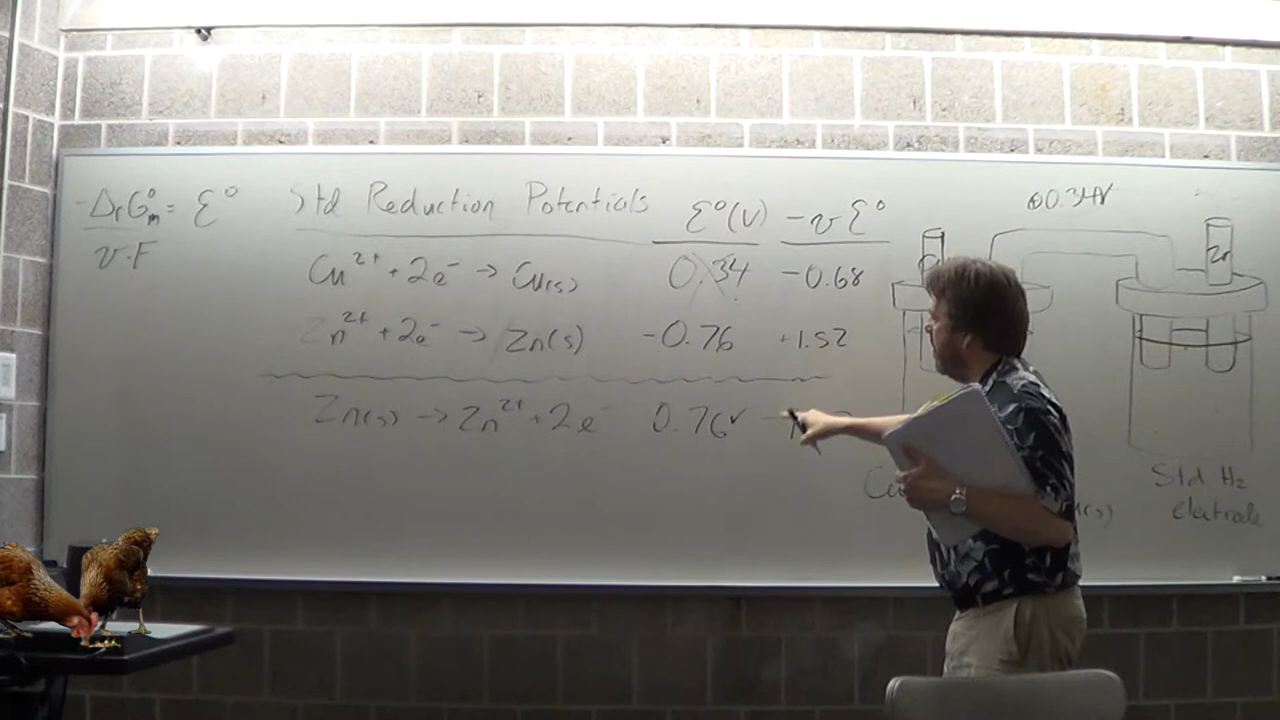 -ΔrG°m = ℰ°
ν·F
Std Reduction Potentials ℰ°(V) -νℰ°
Cu²⁺ + 2e⁻ → Cu(s) 0.34 -0.68
Zn²⁺ + 2e⁻ → Zn(s) -0.76 +1.52
Zn(s) → Zn²⁺ + 2e⁻ 0.76V
⊕0.34V
Std H₂
electrode